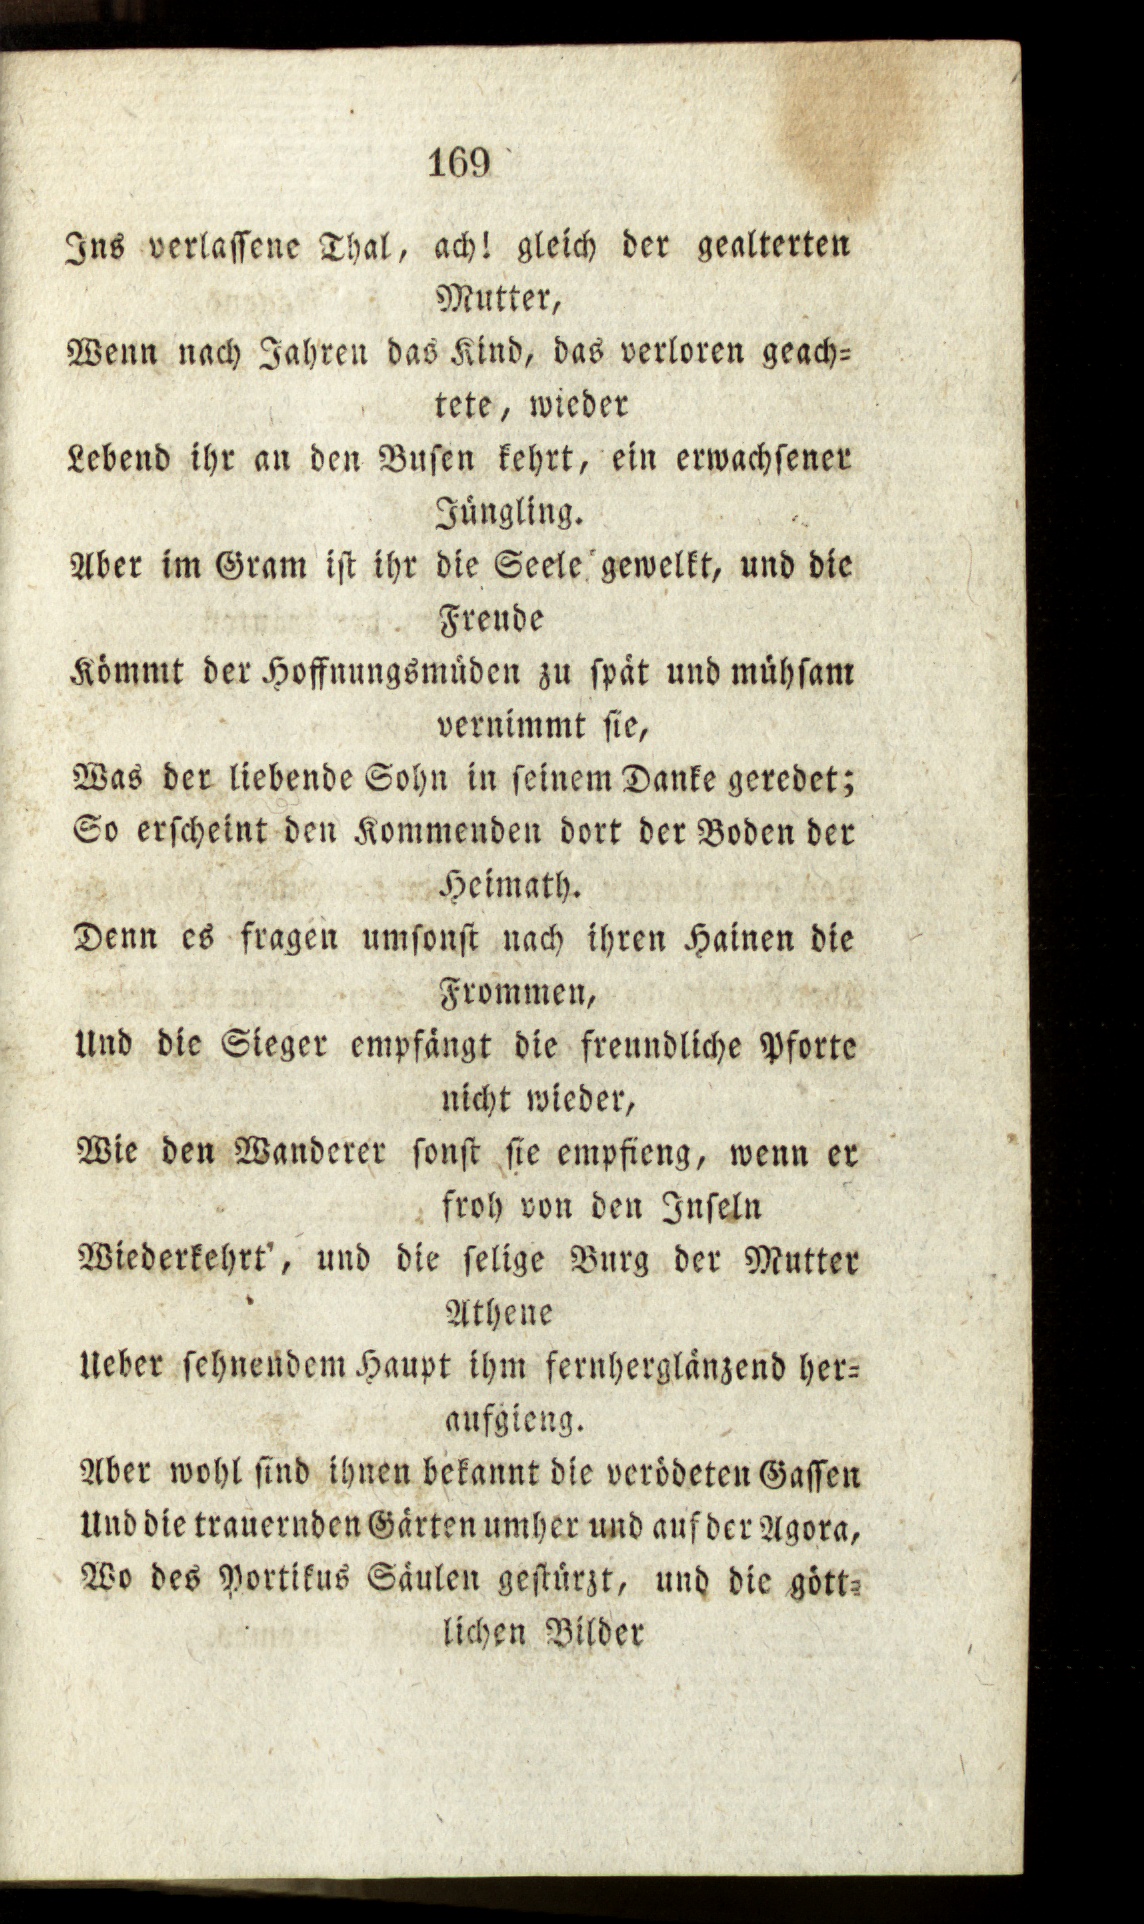 169
Ins verlassene Thal, ach! gleich der gealterten
Mutter,
Wenn nach Jahren das Kind, das verloren geach-
tete, wieder
Lebend ihr an den Busen kehrt, ein erwachsener
Jüngling.
Aber im Gram ist ihr die Seele gewelkt, und die
Freude
Kömmt der Hoffnungsmüden zu spät und mühsam
vernimmt sie,
Was der liebende Sohn in seinem Danke geredet;
So erscheint den Kommenden dort der Boden der
Heimath.
Denn es fragen umsonst nach ihren Hainen die
Frommen,
Und die Sieger empfängt die freundliche Pforte
nicht wieder,
Wie den Wanderer sonst sie empfieng, wenn er
froh von den Inseln
Wiederkehrt', und die selige Burg der Mutter
Athene
Ueber sehnendem Haupt ihm fernherglänzend her-
aufgieng.
Aber wohl sind ihnen bekannt die verödeten Gassen
Und die trauernden Gärten umher und auf der Agora,
Wo des Portikus Säulen gestürzt, und die gött-
lichen Bilder